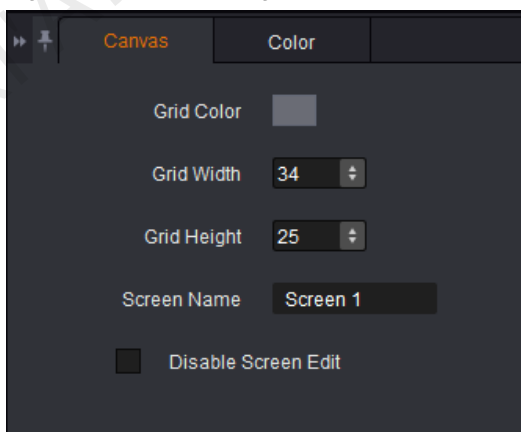 Canvas Color
Grid Color
Grid Width 34
Grid Height 25
Screen Name Screen 1
Disable Screen Edit